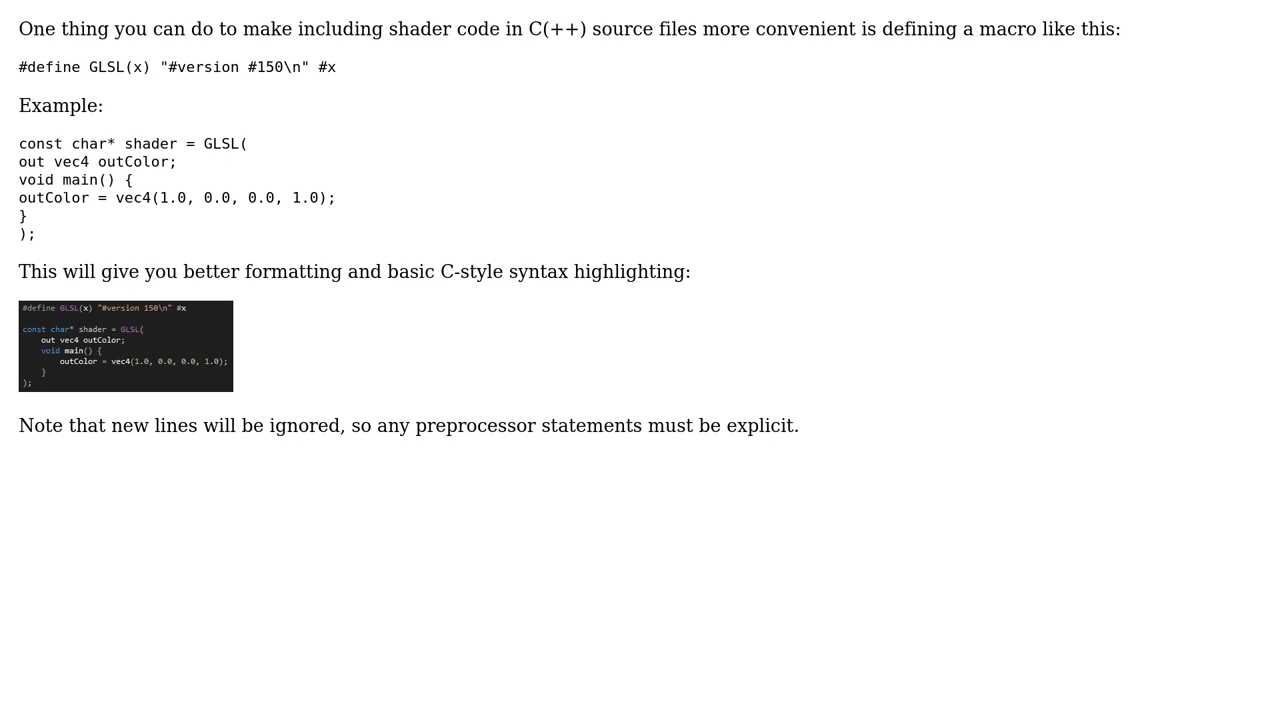 One thing you can do to make including shader code in C(++) source files more convenient is defining a macro like this:
#define GLSL(x) "#version #150\n" #x
Example:
const char* shader = GLSL(
out vec4 outColor;
void main() {
outColor = vec4(1.0, 0.0, 0.0, 1.0);
}
);
This will give you better formatting and basic C-style syntax highlighting:
#define GLSL(x) "#version 150\n" #x
const char* shader = GLSL(
out vec4 outColor;
void main() {
outColor = vec4(1.0, 0.0, 0.0, 1.0);
}
);
Note that new lines will be ignored, so any preprocessor statements must be explicit.